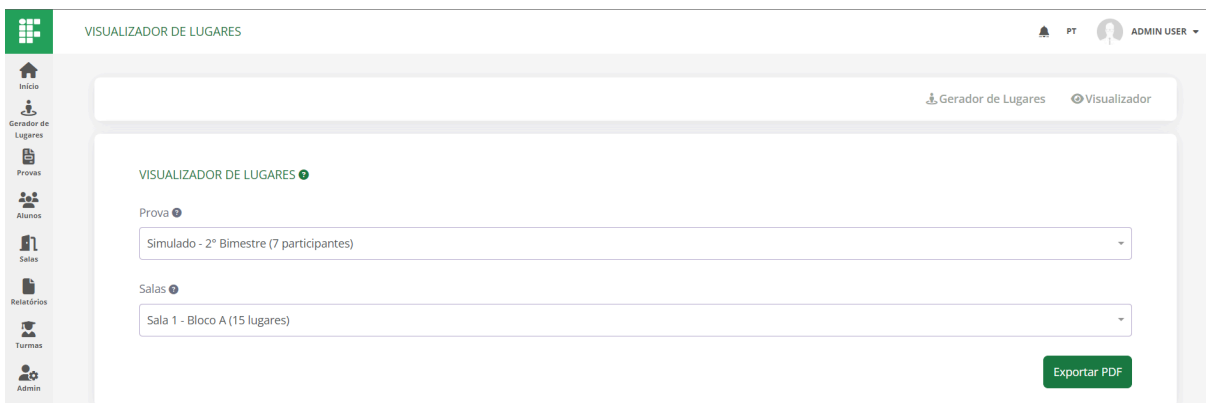 VISUALIZADOR DE LUGARES
PT
ADMIN USER
Início
Gerador de
Lugares
Provas
Alunos
Salas
Relatórios
Turmas
Admin
Gerador de Lugares
Visualizador
VISUALIZADOR DE LUGARES
Prova
Simulado - 2° Bimestre (7 participantes)
Salas
Sala 1 - Bloco A (15 lugares)
Exportar PDF